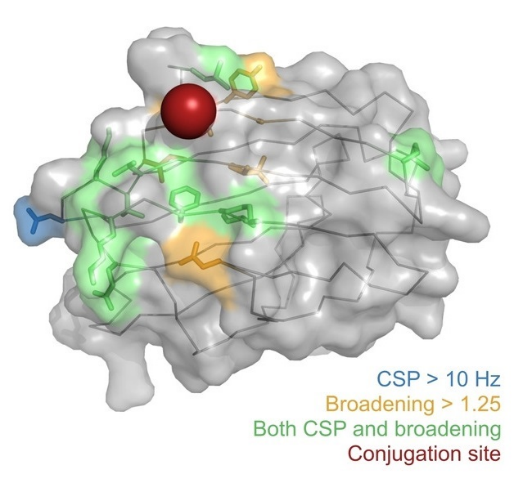 CSP > 10 Hz
Broadening > 1.25
Both CSP and broadening
Conjugation site